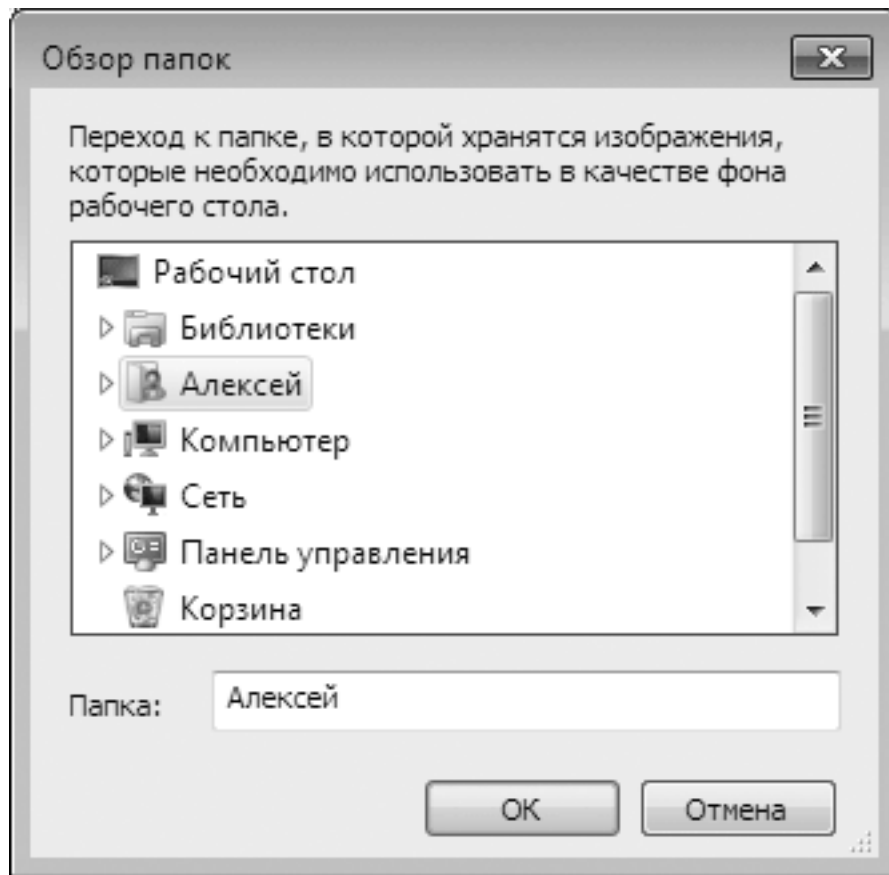 Обзор папок
Переход к папке, в которой хранятся изображения,
которые необходимо использовать в качестве фона
рабочего стола.
Рабочий стол
Библиотеки
Алексей
Компьютер
Сеть
Панель управления
Корзина
Папка: Алексей
ОК Отмена